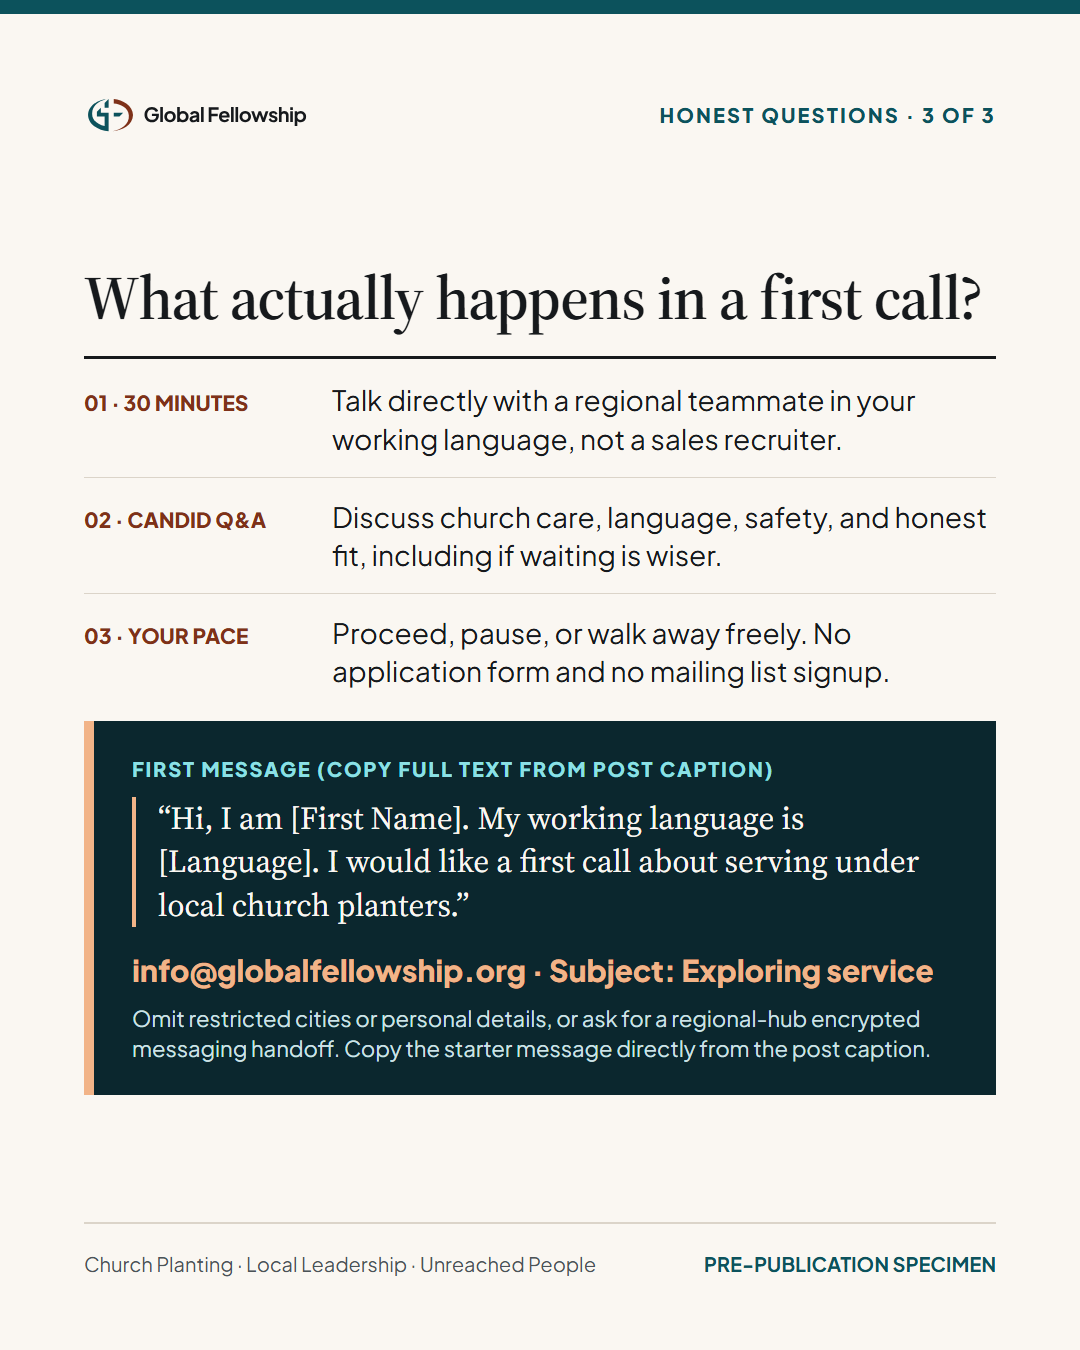 Global Fellowship
HONEST QUESTIONS · 3 OF 3
What actually happens in a first call?
01 · 30 MINUTES
Talk directly with a regional teammate in your
working language, not a sales recruiter.
02 · CANDID Q&A
Discuss church care, language, safety, and honest
fit, including if waiting is wiser.
03 · YOUR PACE
Proceed, pause, or walk away freely. No
application form and no mailing list signup.
FIRST MESSAGE (COPY FULL TEXT FROM POST CAPTION)
“Hi, I am [First Name]. My working language is
[Language]. I would like a first call about serving under
local church planters.”
info@globalfellowship.org · Subject: Exploring service
Omit restricted cities or personal details, or ask for a regional-hub encrypted
messaging handoff. Copy the starter message directly from the post caption.
Church Planting · Local Leadership · Unreached People
PRE-PUBLICATION SPECIMEN